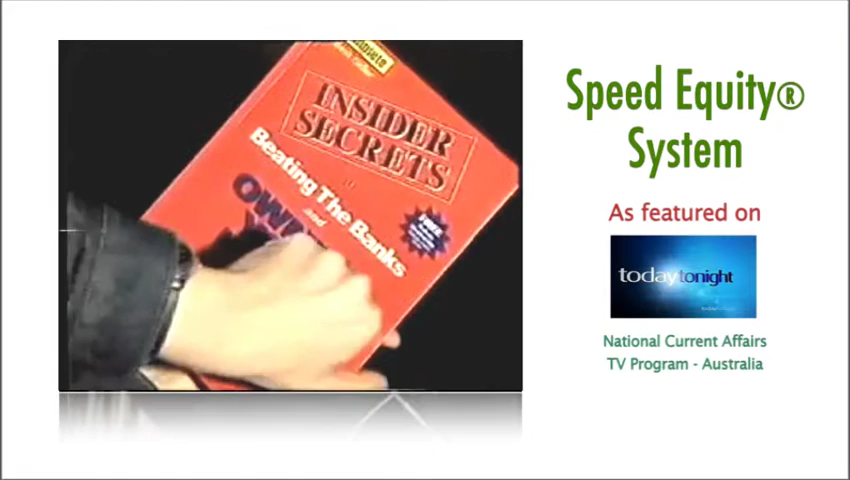 INSIDER
SECRETS
Beating The Banks
and
FREE
Speed Equity®
System
As featured on
todaytonight
National Current Affairs
TV Program - Australia